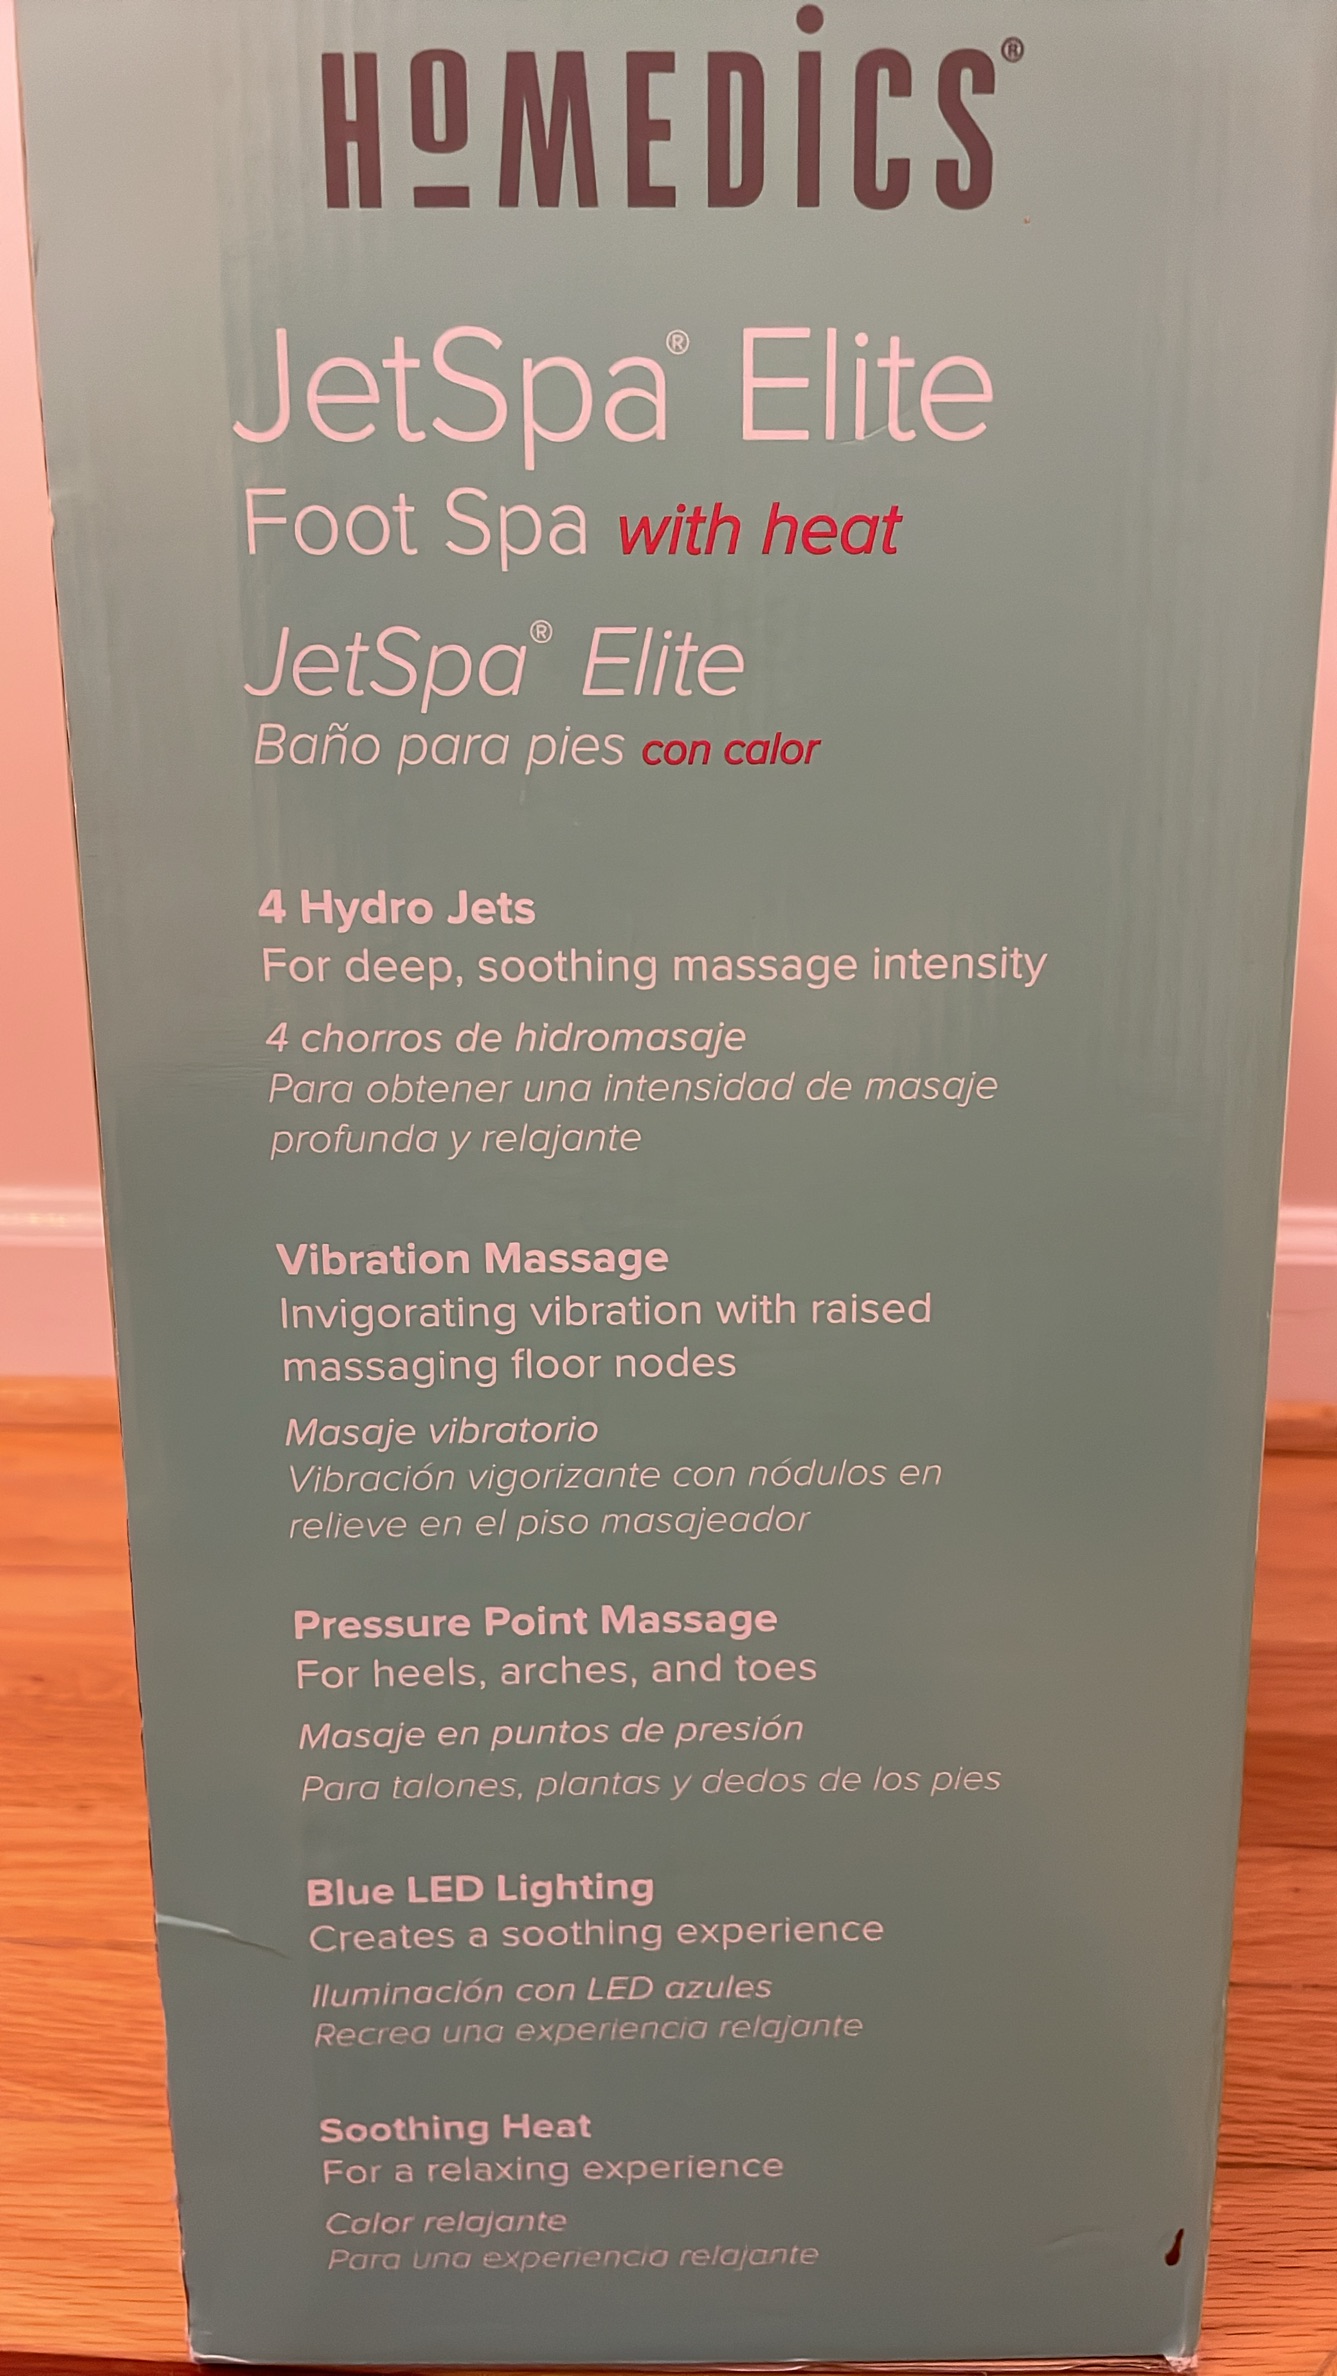 HOMEDICS®
JetSpa® Elite
Foot Spa with heat
JetSpa® Elite
Baño para pies con calor
4 Hydro Jets
For deep, soothing massage intensity
4 chorros de hidromasaje
Para obtener una intensidad de masaje
profunda y relajante
Vibration Massage
Invigorating vibration with raised
massaging floor nodes
Masaje vibratorio
Vibración vigorizante con nódulos en
relieve en el piso masajeador
Pressure Point Massage
For heels, arches, and toes
Masaje en puntos de presión
Para talones, plantas y dedos de los pies
Blue LED Lighting
Creates a soothing experience
Iluminación con LED azules
Recrea una experiencia relajante
Soothing Heat
For a relaxing experience
Calor relajante
Para una experiencia relajante